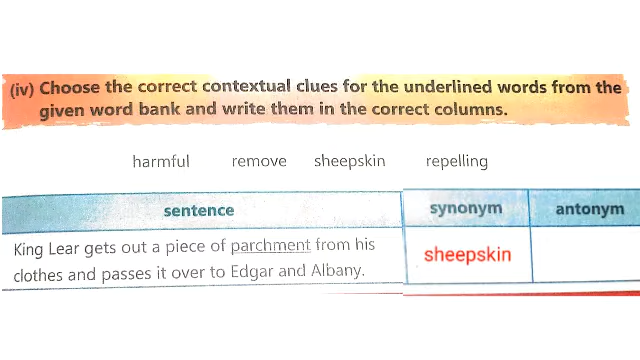 (iv) Choose the correct contextual clues for the underlined words from the
given word bank and write them in the correct columns.
harmful remove sheepskin repelling
sentence synonym antonym
King Lear gets out a piece of parchment from his
clothes and passes it over to Edgar and Albany.
sheepskin